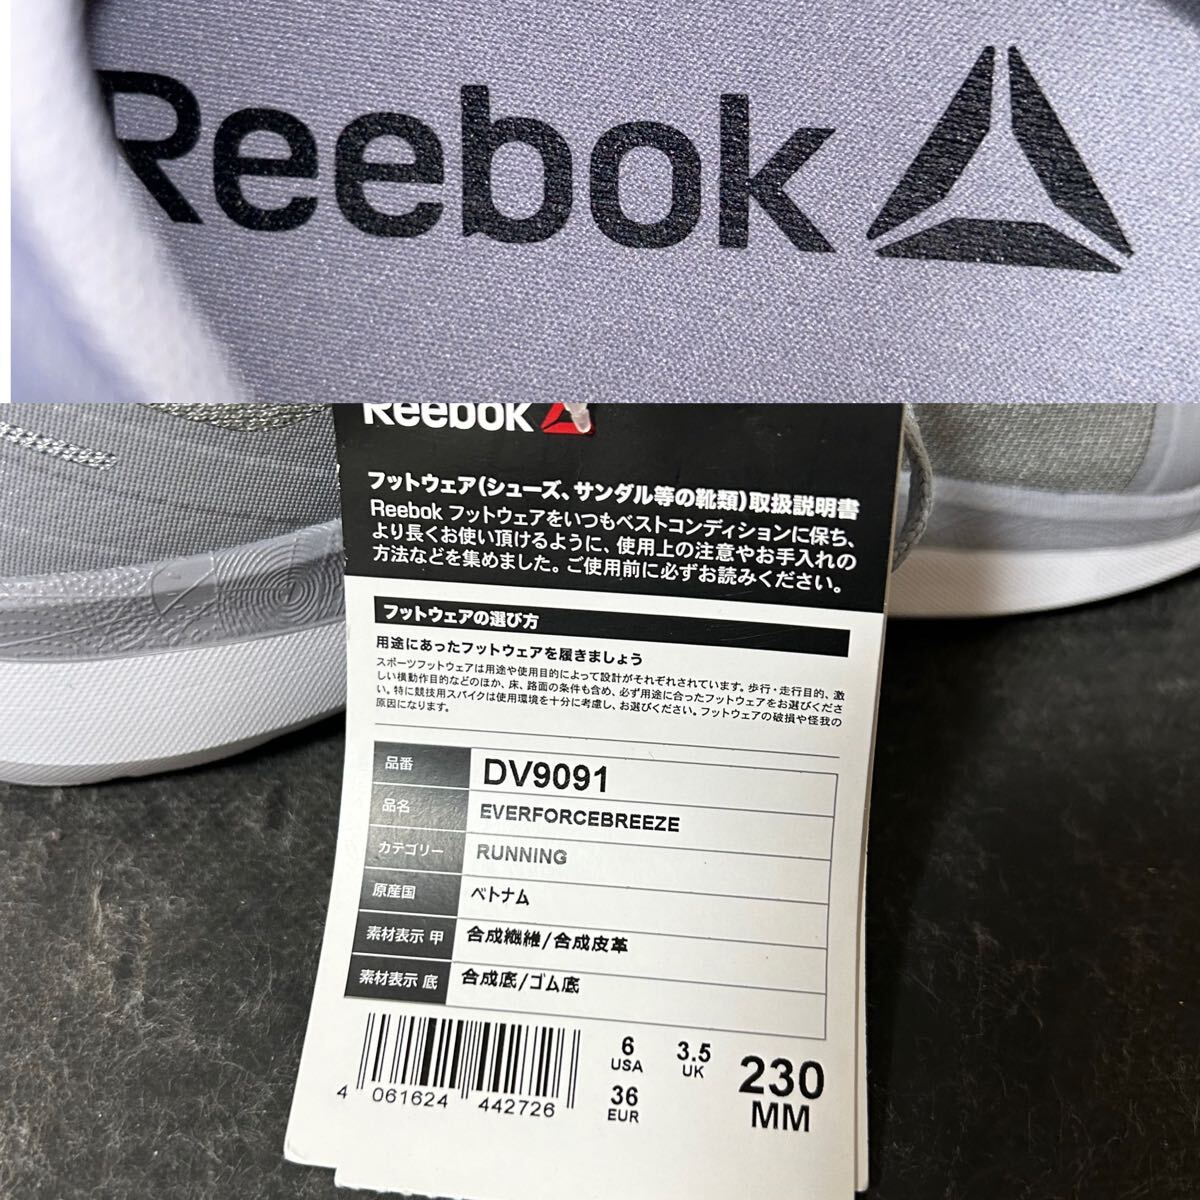 Reebok
Reebok
フットウェア(シューズ、サンダル等の靴類)取扱説明書
Reebok フットウェアをいつもベストコンディションに保ち、
より長くお使い頂けるように、使用上の注意やお手入れの
方法などを集めました。ご使用前に必ずお読みください。
フットウェアの選び方
用途にあったフットウェアを履きましょう
スポーツフットウェアは用途や使用目的によって設計がそれぞれされています。歩行・走行目的、激
しい横動作目的などのほか、床、路面の条件も含め、必ず用途に合ったフットウェアをお選びくださ
い。特に競技用スパイクは使用環境を十分に考慮し、お選びください。フットウェアの破損や怪我の
原因になります。
品番 DV9091
品名 EVERFORCEBREEZE
カテゴリー RUNNING
原産国 ベトナム
素材表示 甲 合成繊維/合成皮革
素材表示 底 合成底/ゴム底
6 3.5 230
USA UK MM
36
EUR
4 061624 442726